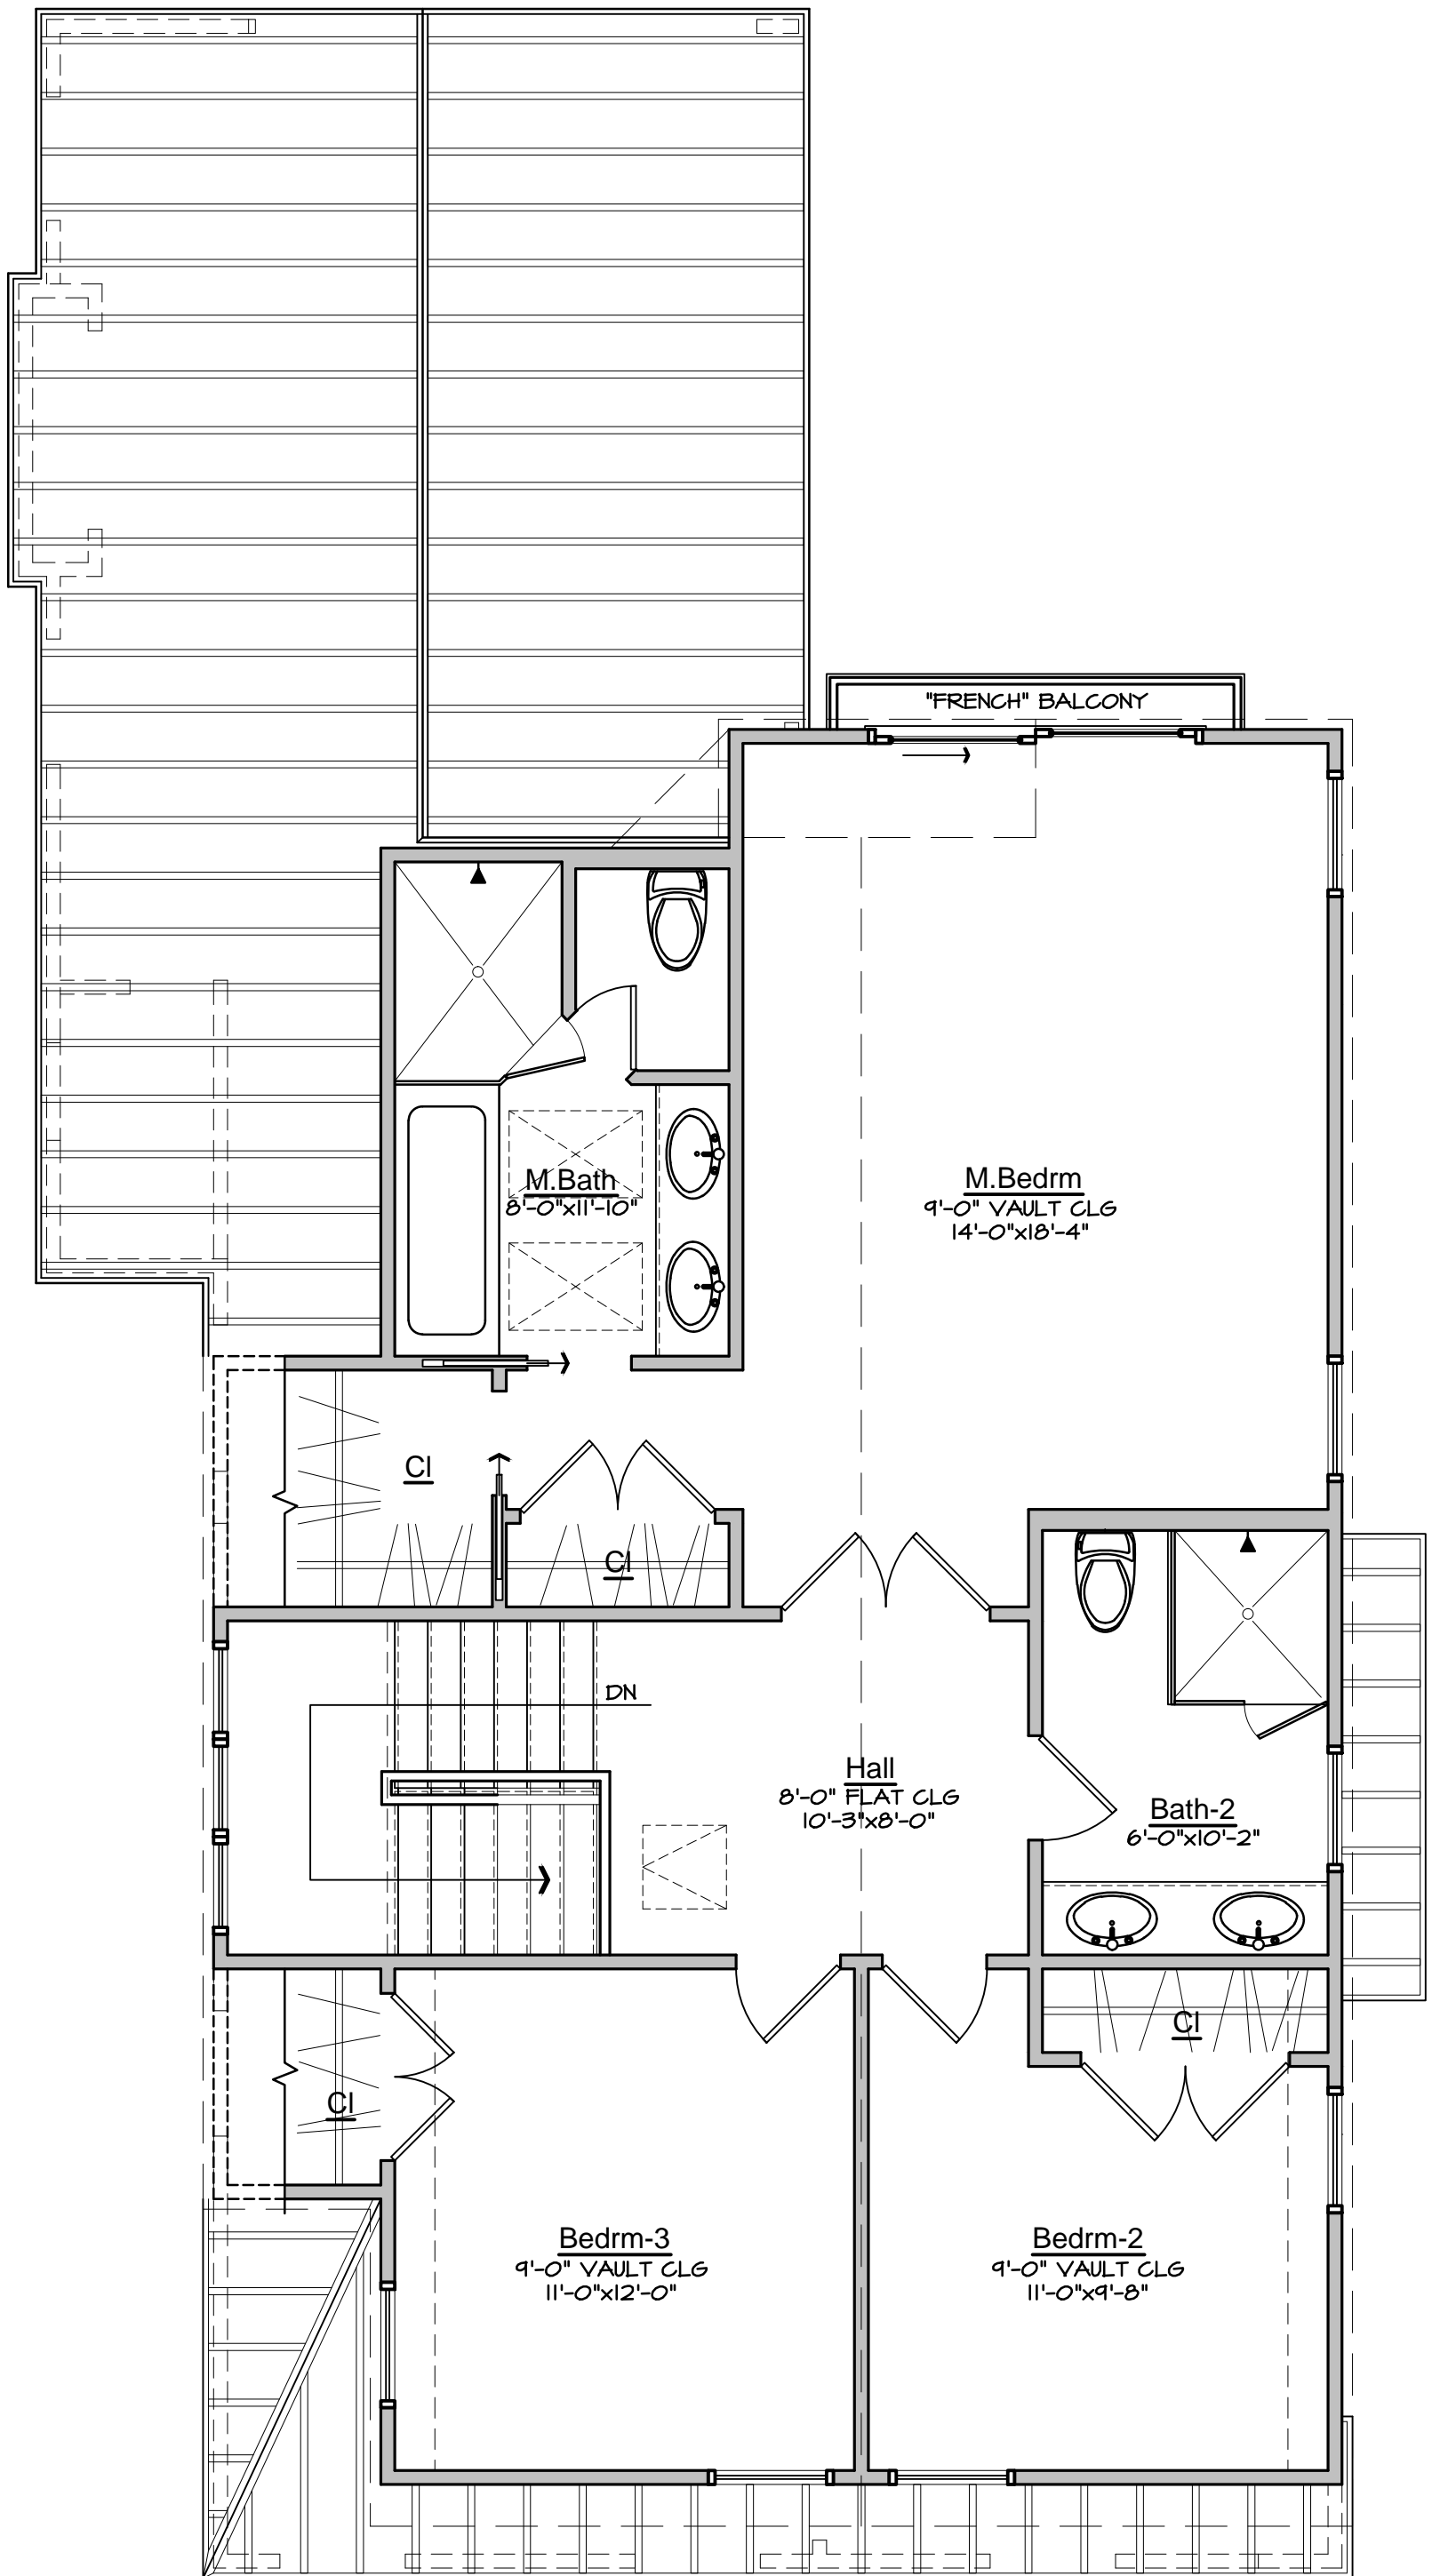 "FRENCH" BALCONY
M.Bath
8'-0"x11'-10"
M.Bedrm
9'-0" VAULT CLG
14'-0"x18'-4"
Cl
Cl
DN
Hall
8'-0" FLAT CLG
10'-3"x8'-0"
Bath-2
6'-0"x10'-2"
Cl
Cl
Bedrm-3
9'-0" VAULT CLG
11'-0"x12'-0"
Bedrm-2
9'-0" VAULT CLG
11'-0"x9'-8"